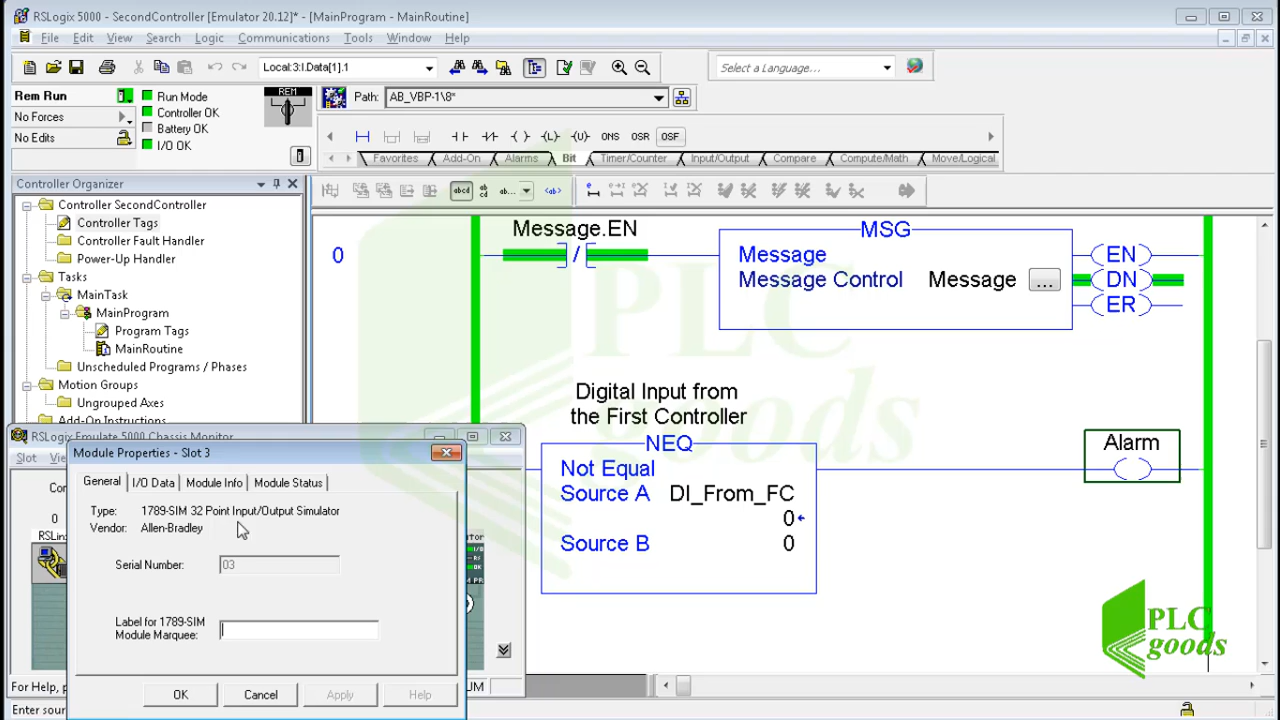 RSLogix 5000 - SecondController [Emulator 20.12]* - [MainProgram - MainRoutine]
File Edit View Search Logic Communications Tools Window Help
Local:3:I.Data[1].1
Select a Language...
Rem Run
Run Mode
No Forces
Controller OK
No Edits
Battery OK
I/O OK
REM
Path: AB_VBP-1\8*
ONS OSR OSF
Favorites Add-On Alarms Bit Timer/Counter Input/Output Compare Compute/Math Move/Logical
Controller Organizer
Controller SecondController
Controller Tags
Controller Fault Handler
Power-Up Handler
Tasks
MainTask
MainProgram
Program Tags
MainRoutine
Unscheduled Programs / Phases
Motion Groups
Ungrouped Axes
Add-On Instructions
abcd
ab...
0
Message.EN
MSG
Message
Message Control Message ...
EN
DN
ER
Digital Input from
the First Controller
NEQ
Not Equal
Source A DI_From_FC
0
Source B 0
Alarm
RSLogix Emulate 5000 Chassis Monitor
Slot
Module Properties - Slot 3
General I/O Data Module Info Module Status
Type: 1789-SIM 32 Point Input/Output Simulator
Vendor: Allen-Bradley
Serial Number: 03
Label for 1789-SIM
Module Marquee:
OK Cancel Apply Help
0
For Help, p
UM
Enter sour
PLC
goods
PLC
goods